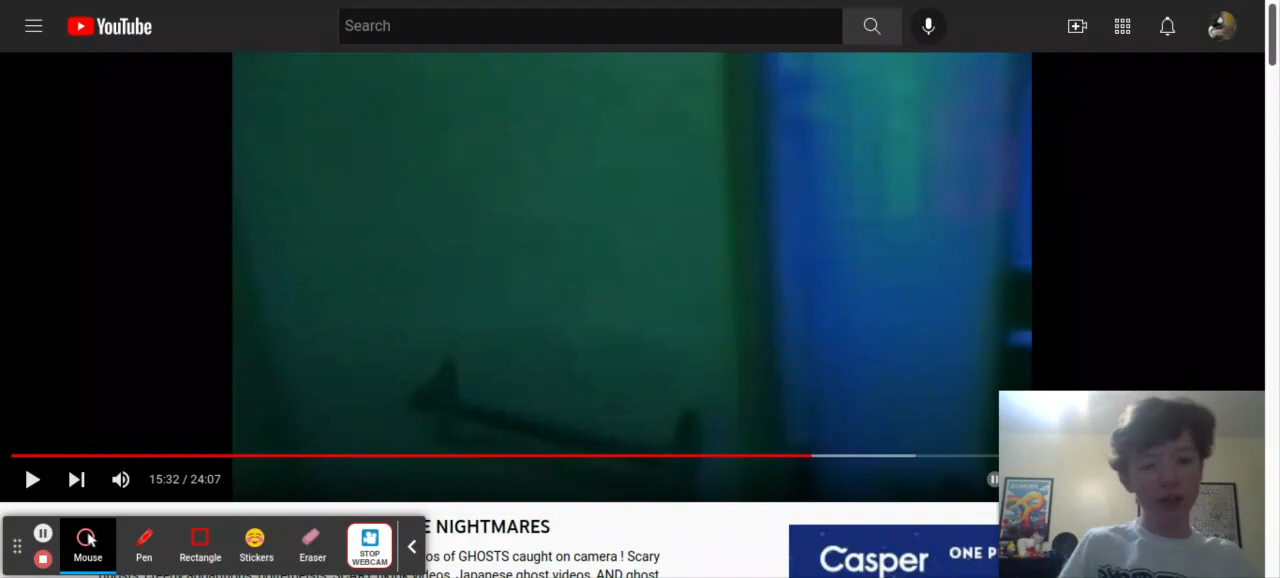 YouTube
Search
15:32 / 24:07
E NIGHTMARES
os of GHOSTS caught on camera ! Scary
videos, Japanese ghost videos, AND ghost
Mouse
Pen
Rectangle
Stickers
Eraser
STOP
WEBCAM
Casper
ONE P